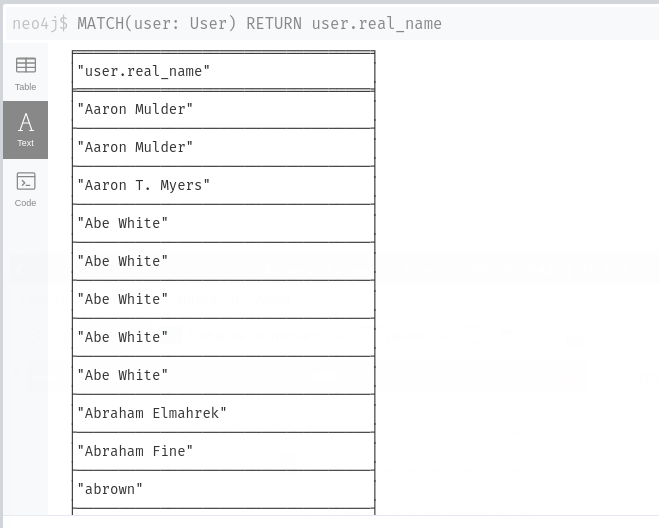 neo4j$ MATCH(user: User) RETURN user.real_name
Table
Text
Code
"user.real_name"
"Aaron Mulder"
"Aaron Mulder"
"Aaron T. Myers"
"Abe White"
"Abe White"
"Abe White"
"Abe White"
"Abe White"
"Abraham Elmahrek"
"Abraham Fine"
"abrown"